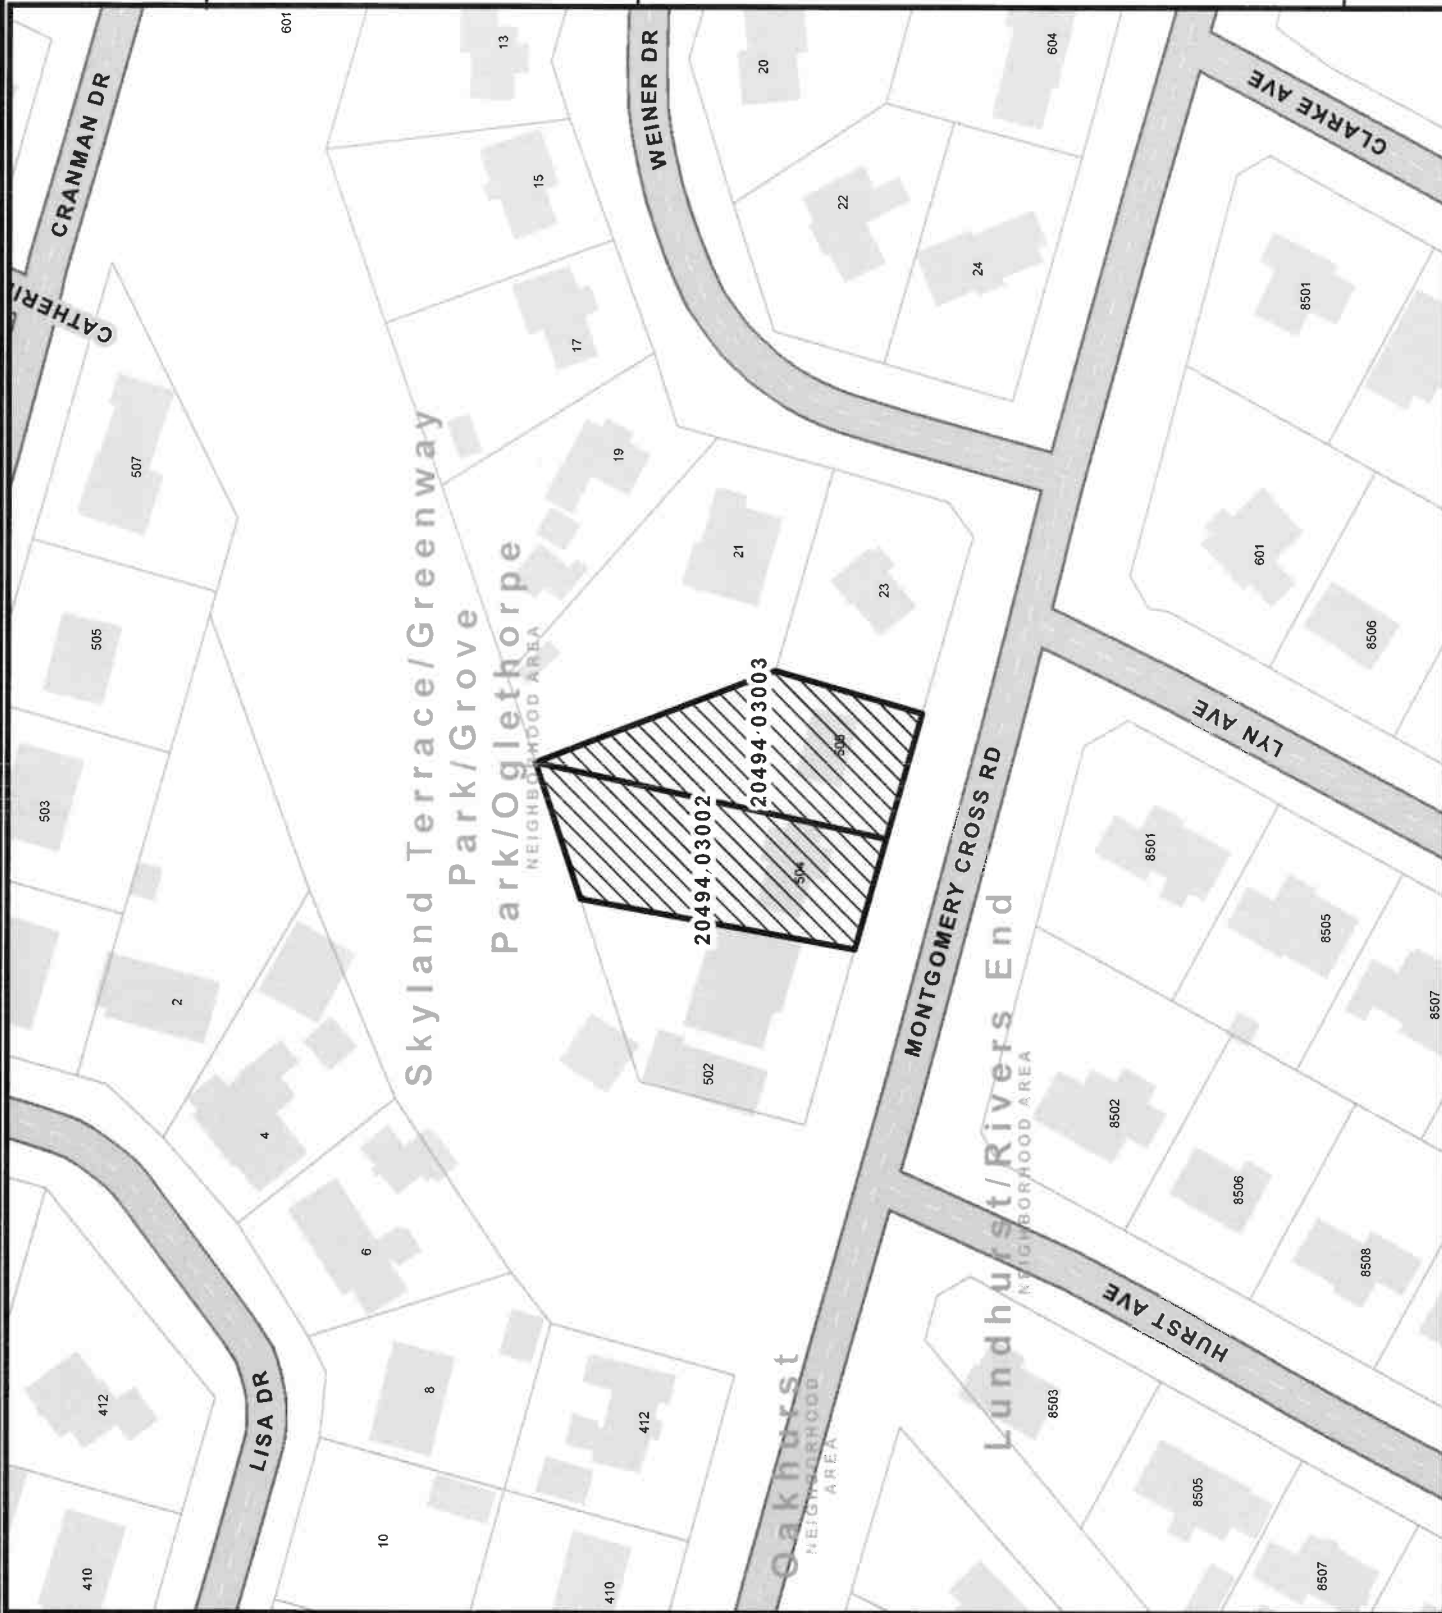 CRANMAN DR
601
CATHERI
13
15
17
19
21
23
WEINER DR
20
22
24
604
CLARKE AVE
507
505
503
2
4
6
8
10
412
410
LISA DR
412
410
Skyland Terrace/Greenway
Park/Grove
Park/Oglethorpe
NEIGHBORHOOD AREA
20494 03003
20494 03002
506
504
502
MONTGOMERY CROSS RD
8501
601
8506
LYN AVE
8501
8505
8507
8502
8506
8508
Lundhurst/Rivers End
NEIGHBORHOOD AREA
HURST AVE
Oakhurst
NEIGHBORHOOD
AREA
8503
8505
8507